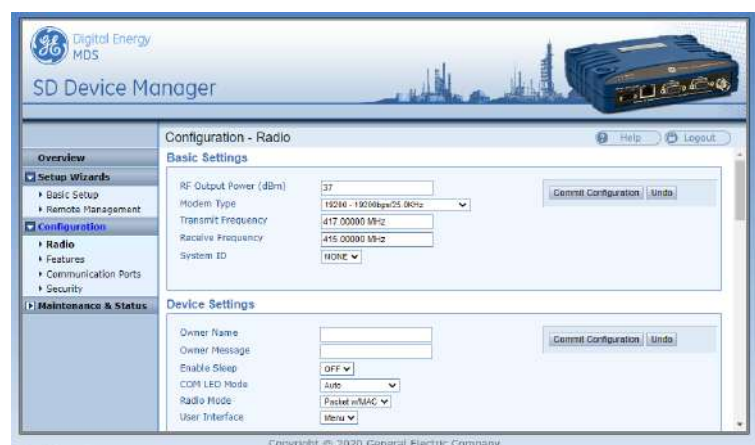 Digital Energy
MDS
SD Device Manager
Configuration - Radio
Help
Logout
Overview
Setup Wizards
Basic Setup
Remote Management
Configuration
Radio
Features
Communication Ports
Security
Maintenance & Status
Basic Settings
RF Output Power (dBm) 37
Modem Type 19200 - 19200bps/25.0KHz
Transmit Frequency 417.00000 MHz
Receive Frequency 415.00000 MHz
System ID NONE
Commit Configuration Undo
Device Settings
Owner Name
Owner Message
Enable Sleep OFF
COM LED Mode Auto
Radio Mode Packet w/MAC
User Interface Menu
Commit Configuration Undo
Copyright © 2020 General Electric Company